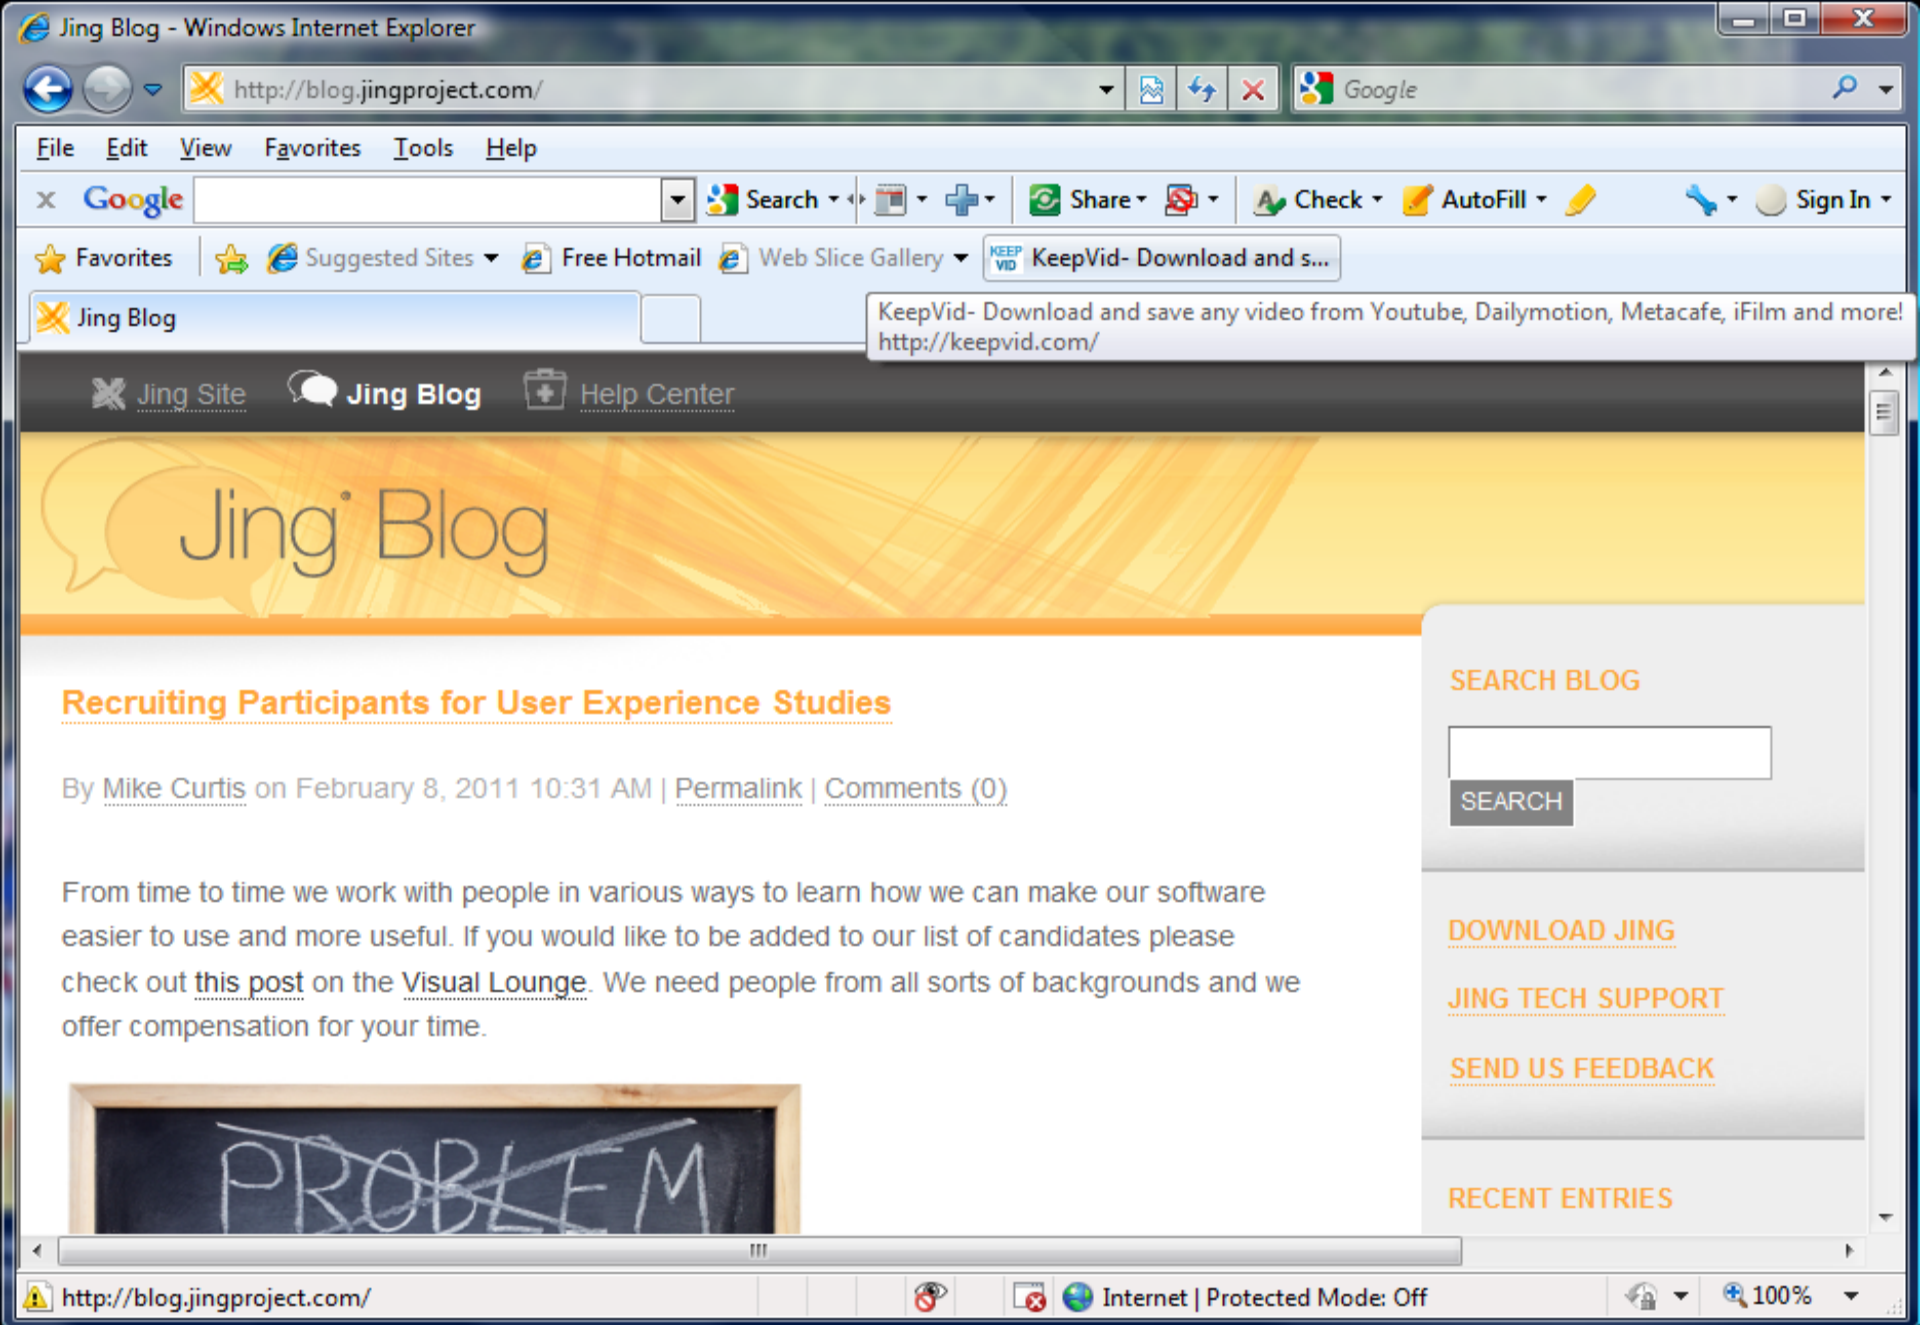 Jing Blog - Windows Internet Explorer
http://blog.jingproject.com/
Google
File Edit View Favorites Tools Help
x Google Search Share Check AutoFill Sign In
Favorites Suggested Sites Free Hotmail Web Slice Gallery KEEP VID KeepVid- Download and s...
Jing Blog
KeepVid- Download and save any video from Youtube, Dailymotion, Metacafe, iFilm and more!
http://keepvid.com/
Jing Site Jing Blog Help Center
Jing® Blog
Recruiting Participants for User Experience Studies
By Mike Curtis on February 8, 2011 10:31 AM | Permalink | Comments (0)
From time to time we work with people in various ways to learn how we can make our software
easier to use and more useful. If you would like to be added to our list of candidates please
check out this post on the Visual Lounge. We need people from all sorts of backgrounds and we
offer compensation for your time.
PROBLEM
SEARCH BLOG
SEARCH
DOWNLOAD JING
JING TECH SUPPORT
SEND US FEEDBACK
RECENT ENTRIES
http://blog.jingproject.com/ Internet | Protected Mode: Off 100%